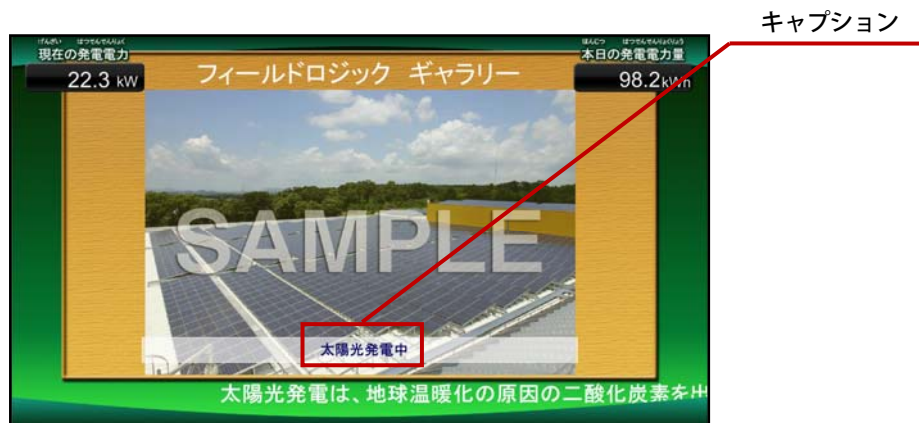 キャプション
げんざい はつでんでんりょく
現在の発電電力
22.3 kW
フィールドロジック ギャラリー
ほんじつ はつでんでんりょくりょう
本日の発電電力量
98.2kWh
SAMPLE
太陽光発電中
太陽光発電は、地球温暖化の原因の二酸化炭素を出